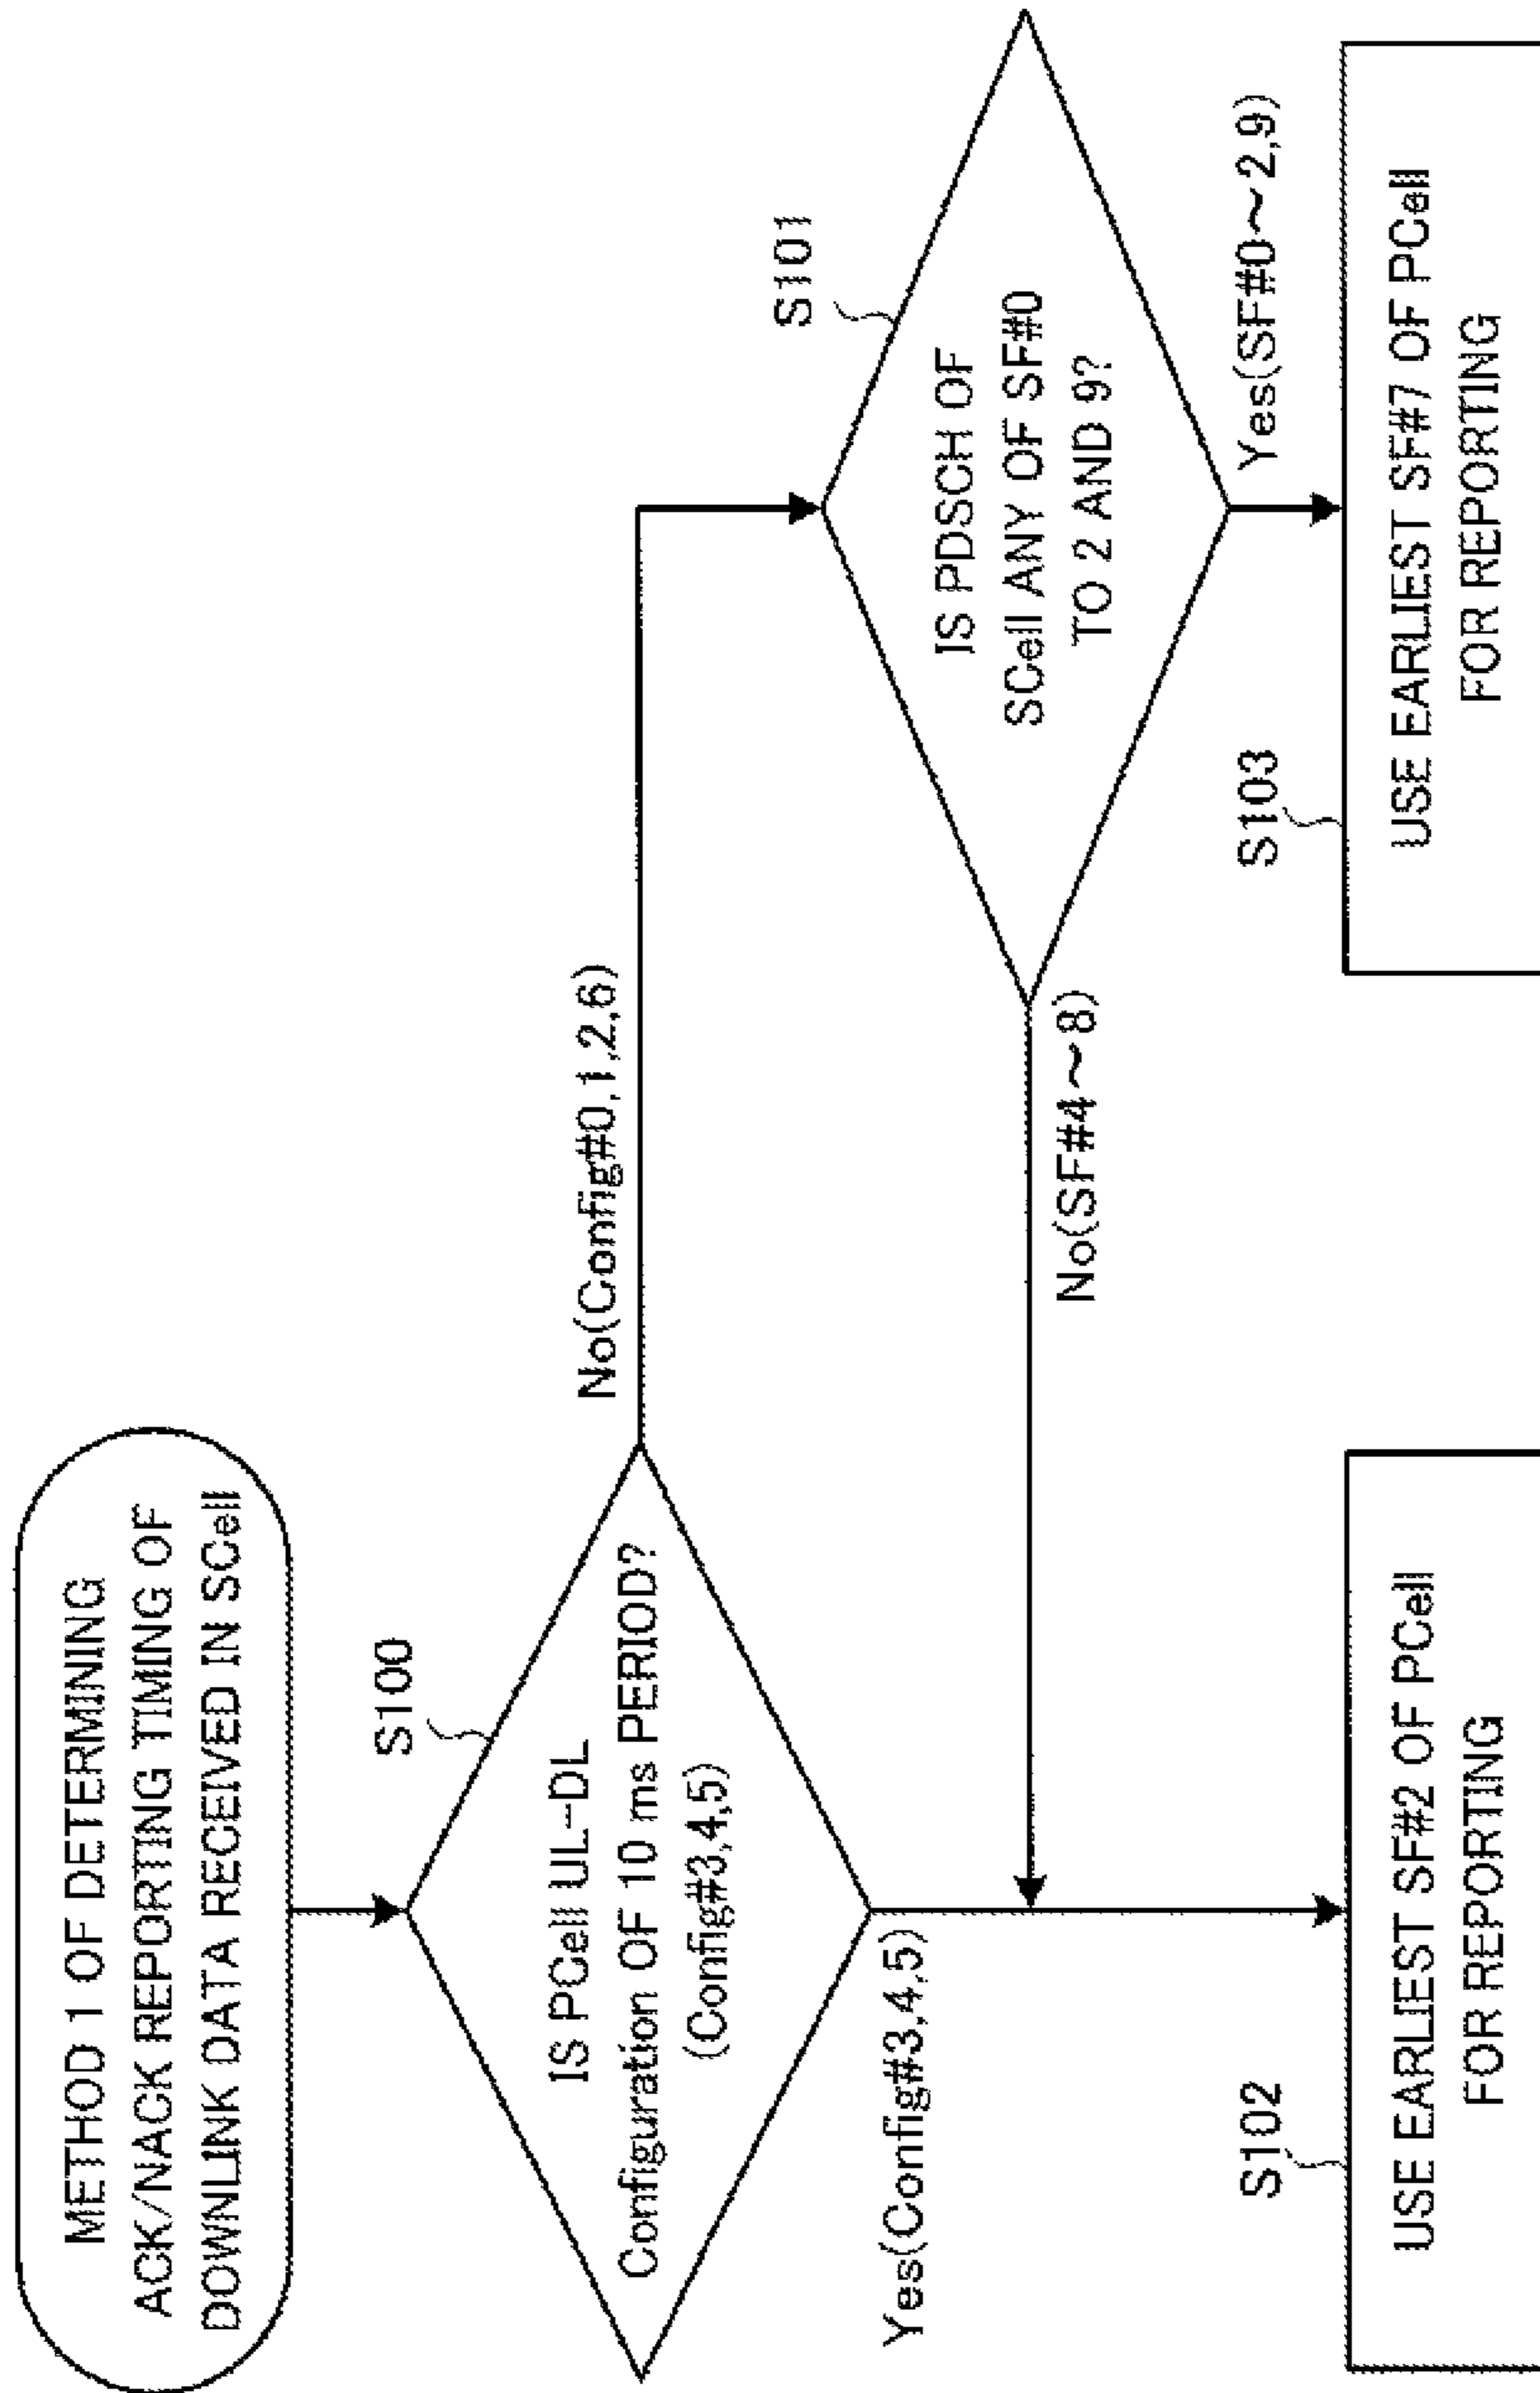 METHOD 1 OF DETERMINING
ACK/NACK REPORTING TIMING OF
DOWNLINK DATA RECEIVED IN SCell
S100
IS PCell UL-DL
Configuration OF 10 ms PERIOD?
(Config#3,4,5)
No(Config#0,1,2,6)
S101
IS PDSCH OF
SCell ANY OF SF#0
TO 2 AND 9?
Yes(Config#3,4,5)
No(SF#4~8)
Yes(SF#0~2,9)
S102
USE EARLIEST SF#2 OF PCell
FOR REPORTING
S103
USE EARLIEST SF#7 OF PCell
FOR REPORTING